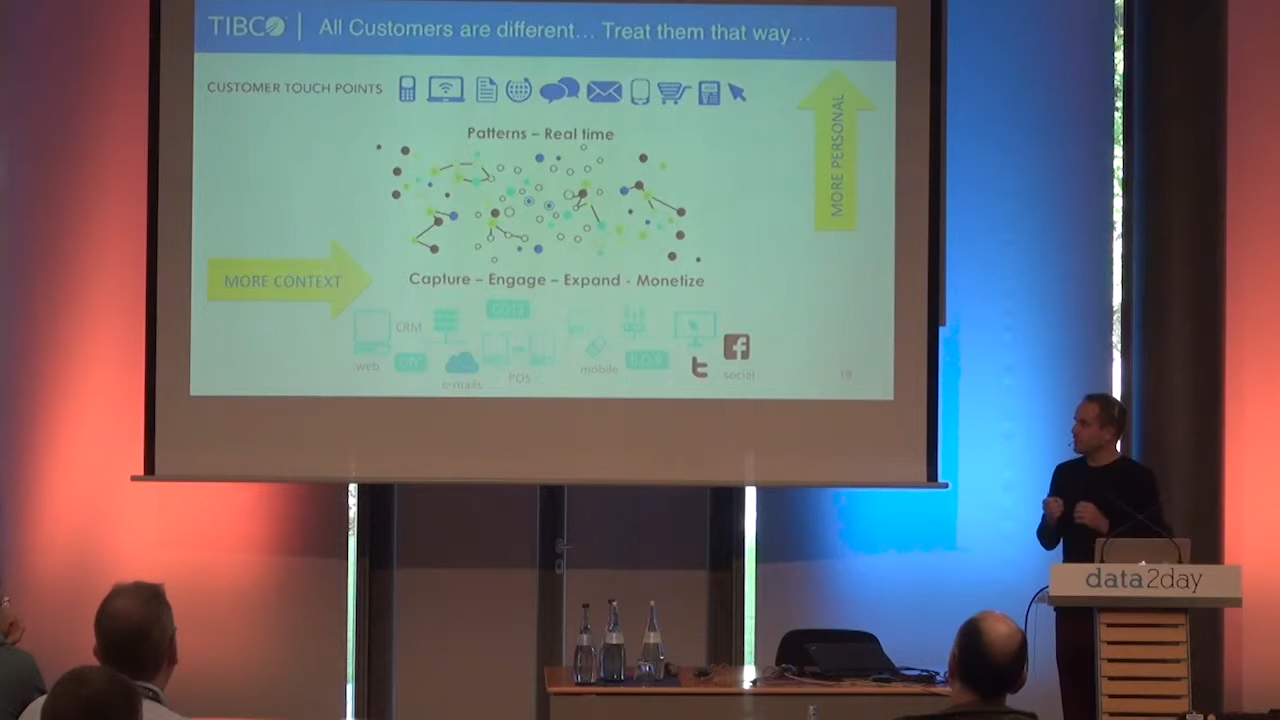 TIBCO | All Customers are different... Treat them that way...
CUSTOMER TOUCH POINTS
Patterns – Real time
MORE PERSONAL
MORE CONTEXT
Capture – Engage – Expand - Monetize
CRM
web
e-mails
POS
mobile
social
18
data2day